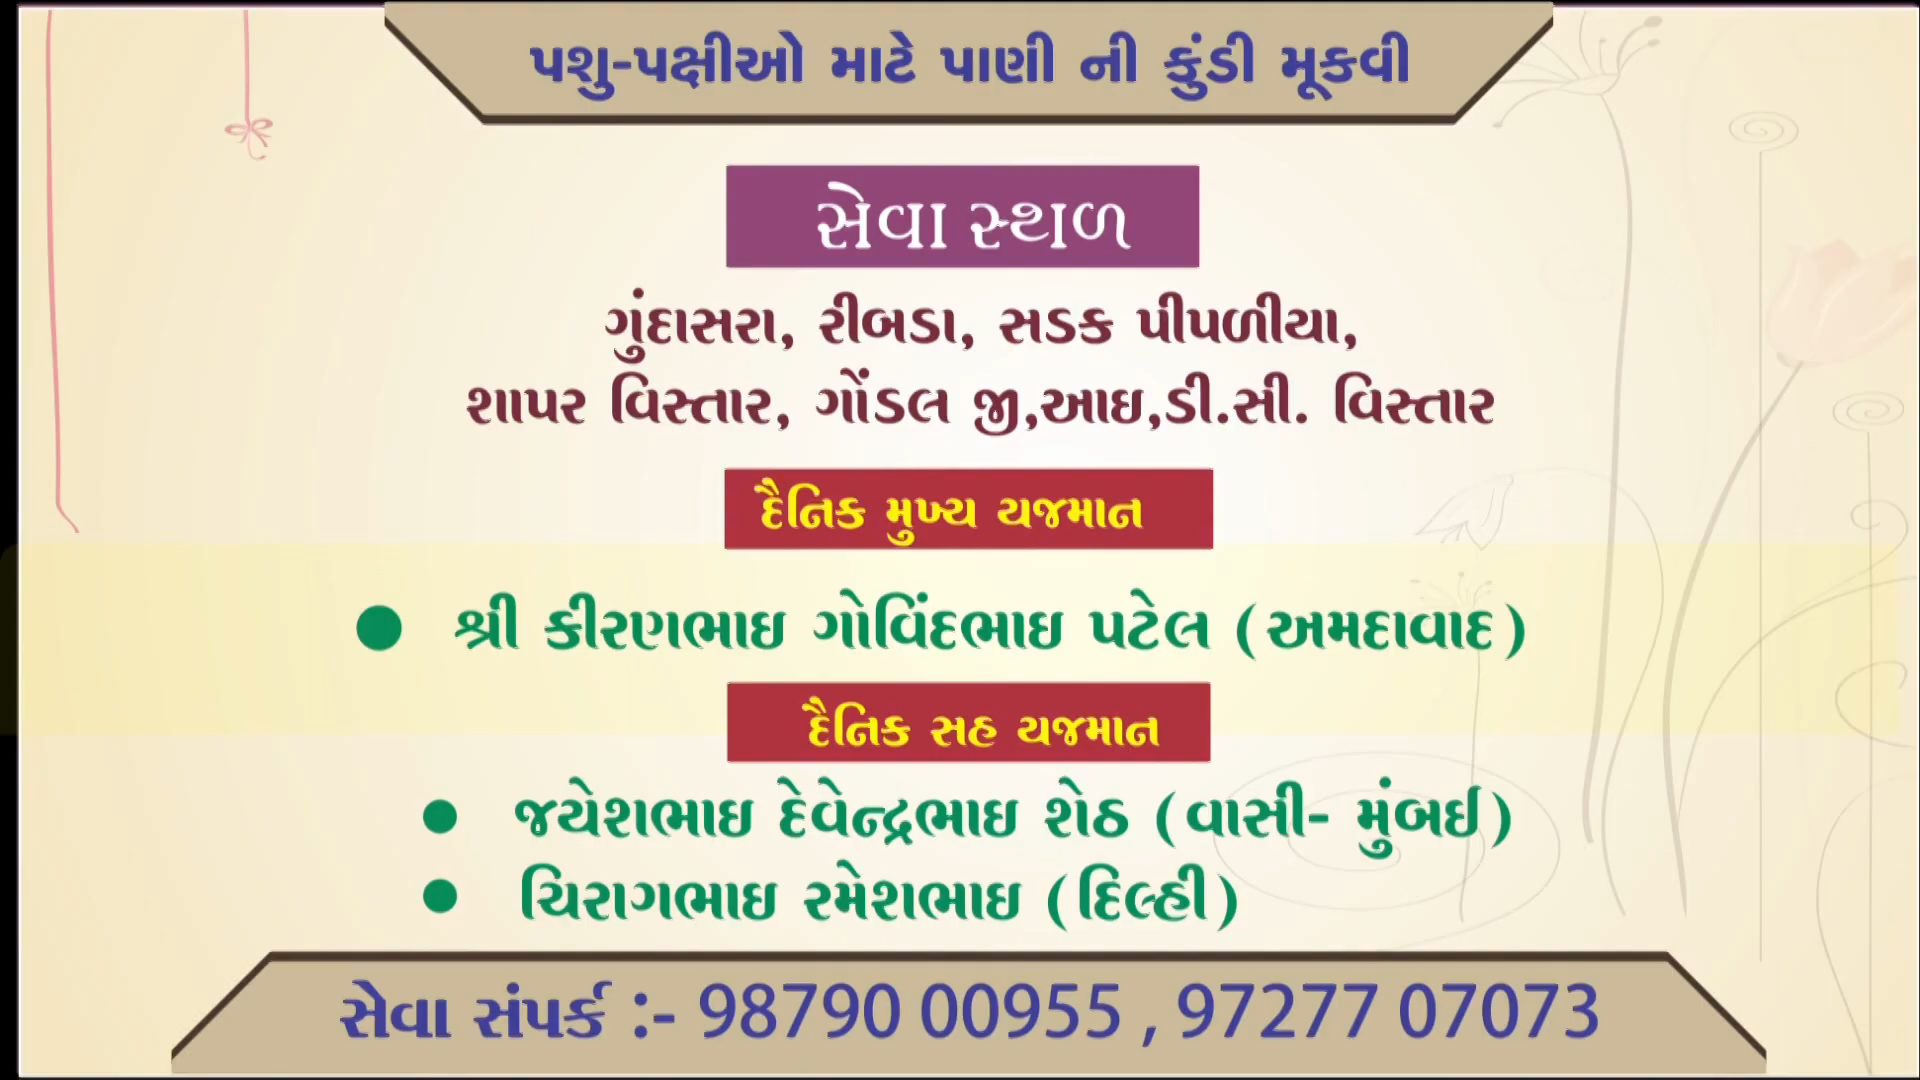 પશુ-પક્ષીઓ માટે પાણી ની કુંડી મૂકવી
સેવા સ્થળ
ગુંદાસરા, રીબડા, સડક પીપળીયા,
શાપર વિસ્તાર, ગોંડલ જી,આઇ,ડી.સી. વિસ્તાર
દૈનિક મુખ્ય યજમાન
● શ્રી કીરણભાઇ ગોવિંદભાઇ પટેલ (અમદાવાદ)
દૈનિક સહ યજમાન
● જયેશભાઇ દેવેન્દ્રભાઇ શેઠ (વાસી- મુંબઈ)
● ચિરાગભાઇ રમેશભાઇ (દિલ્હી)
સેવા સંપર્ક :- 98790 00955 , 97277 07073